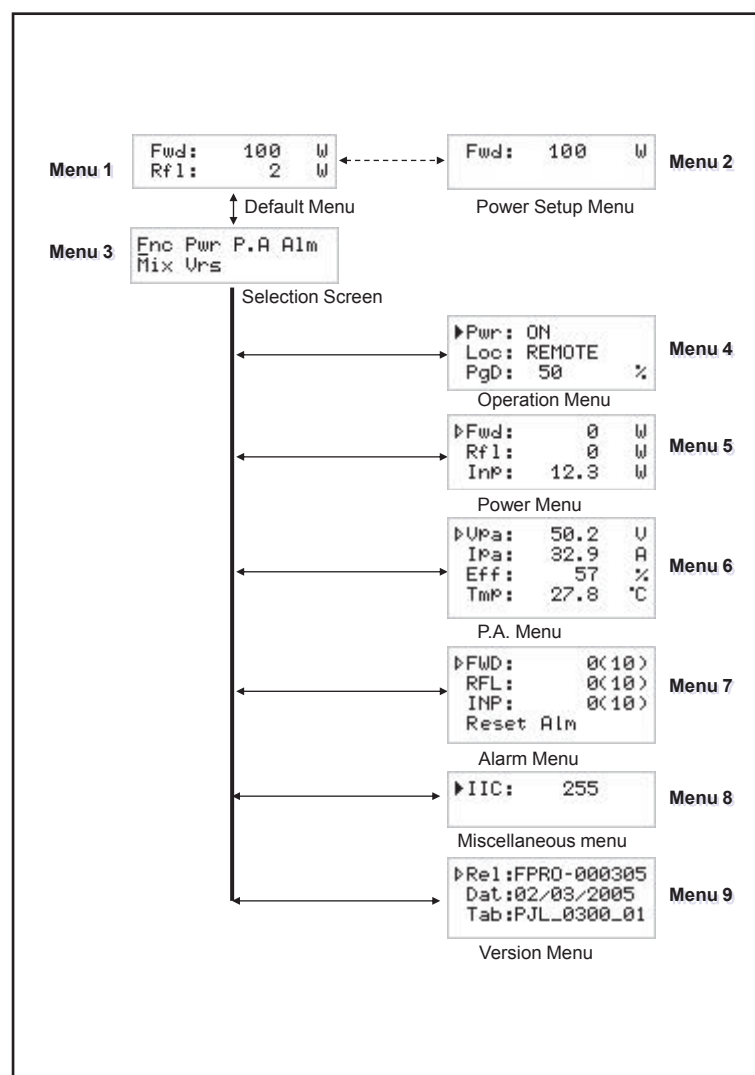 Menu 1
Fwd: 100 W
Rfl: 2 W
Fwd: 100 W
Menu 2
Default Menu
Power Setup Menu
Menu 3
Fnc Pwr P.A Alm
Mix Vrs
Selection Screen
Pwr: ON
Loc: REMOTE
PgD: 50 %
Menu 4
Operation Menu
Fwd: 0 W
Rfl: 0 W
Inp: 12.3 W
Menu 5
Power Menu
Vpa: 50.2 V
Ipa: 32.9 A
Eff: 57 %
Tmp: 27.8 °C
Menu 6
P.A. Menu
FWD: 0(10)
RFL: 0(10)
INP: 0(10)
Reset Alm
Menu 7
Alarm Menu
IIC: 255
Menu 8
Miscellaneous menu
Rel:FPRO-000305
Dat:02/03/2005
Tab:PJL_0300_01
Menu 9
Version Menu